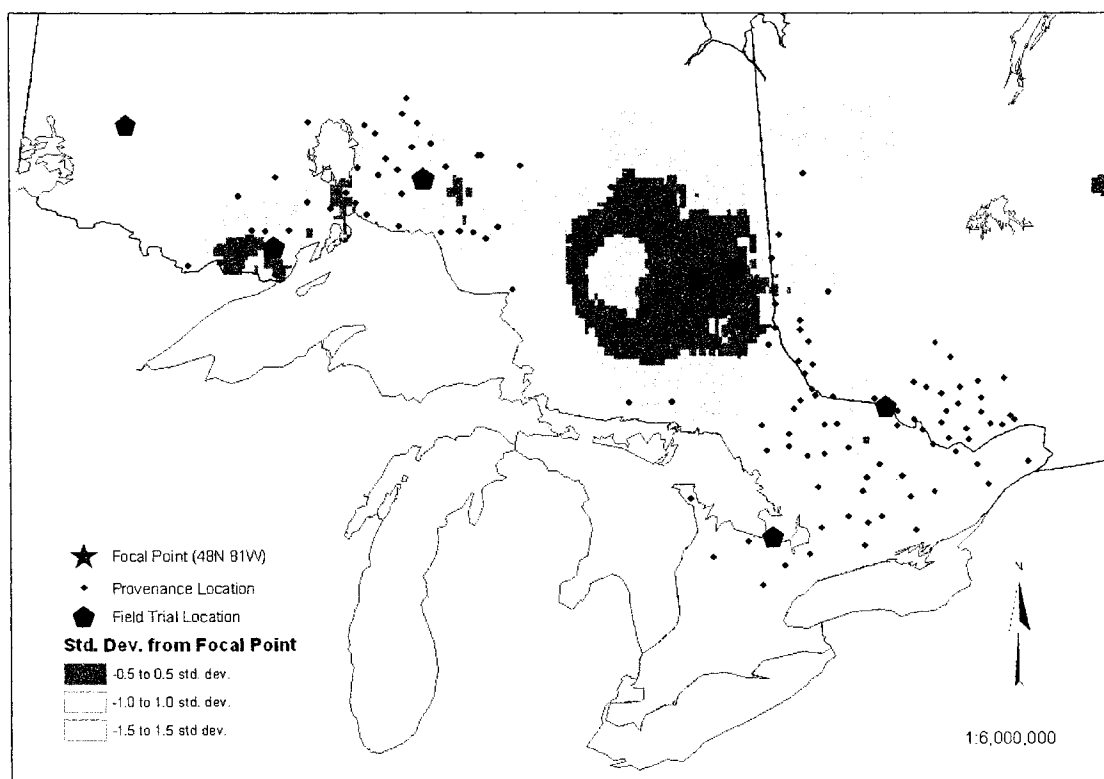 N
Focal Point (48N 81W)
Provenance Location
Field Trial Location
Std. Dev. from Focal Point
-0.5 to 0.5 std. dev.
-1.0 to 1.0 std. dev.
-1.5 to 1.5 std dev.
1:6,000,000